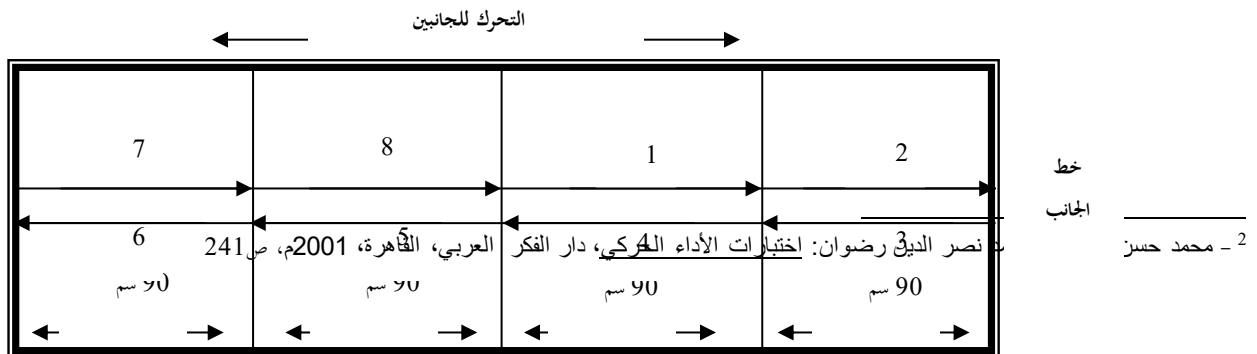 التحرك للجانبين
7 8 1 2
خط
الجانب
6 5 4 3
2 - محمد حسن نصر الدين رضوان: اختبارات الأداء الحركي، دار الفكر العربي، القاهرة، 2001م، ص241
90 سم 90 سم 90 سم 90 سم